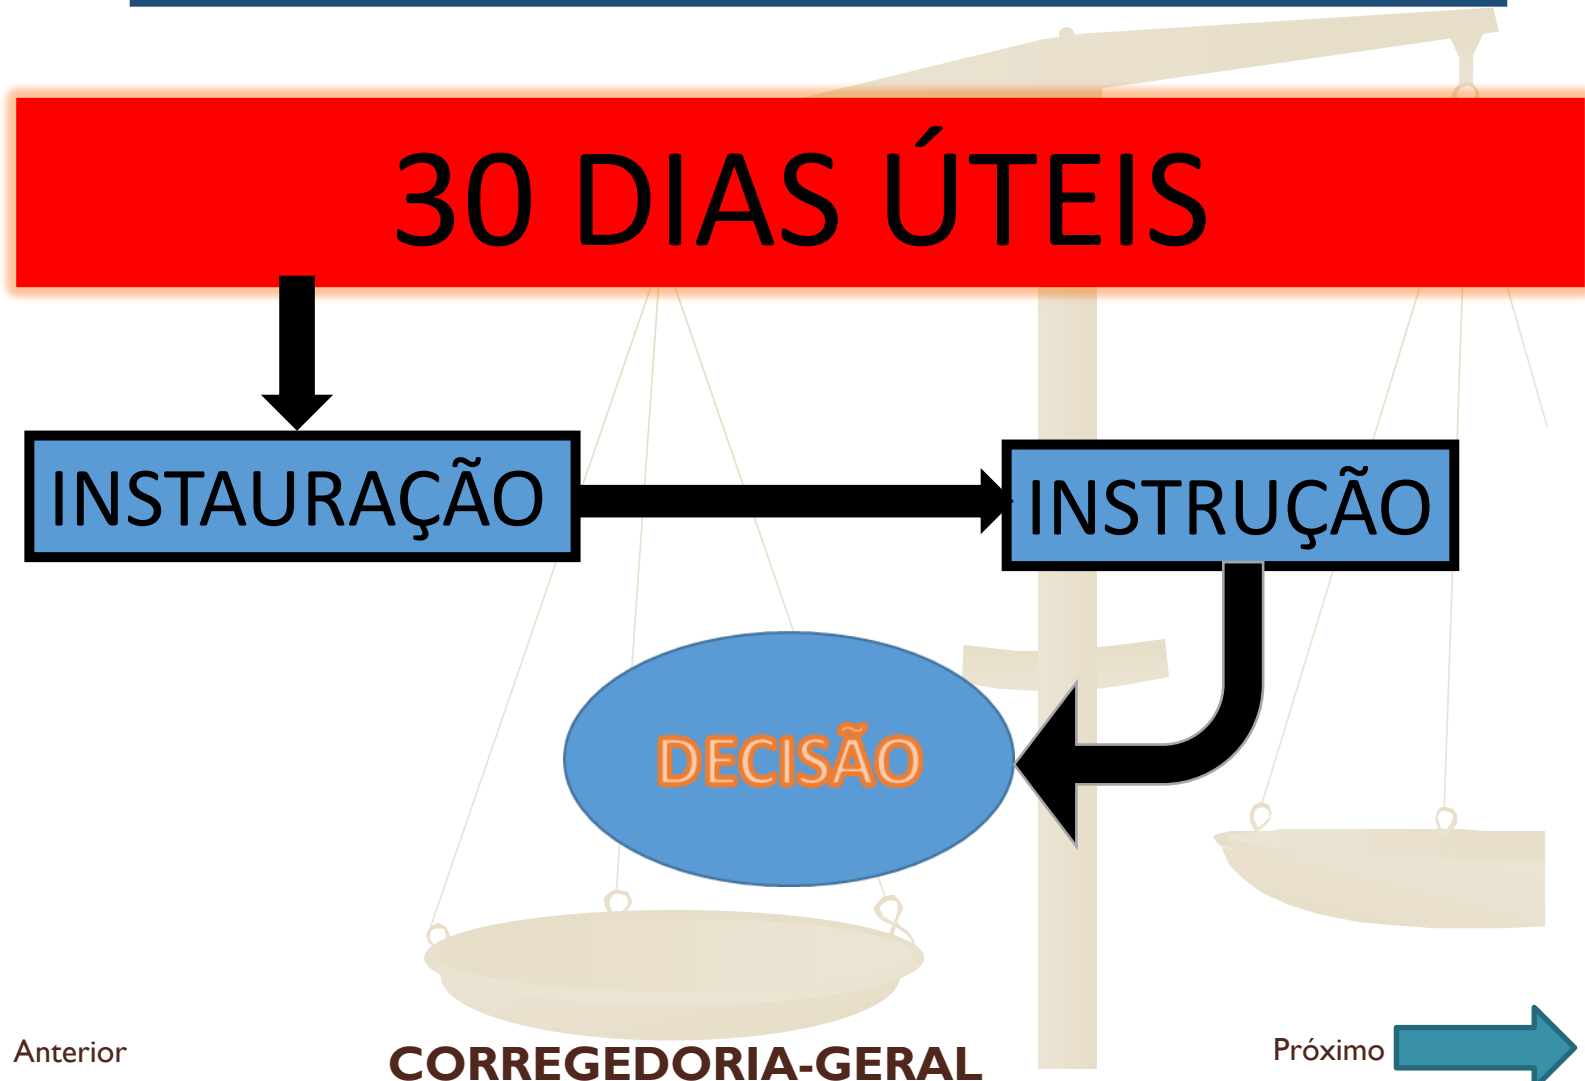 30 DIAS ÚTEIS
INSTAURAÇÃO
INSTRUÇÃO
DECISÃO
Anterior
CORREGEDORIA-GERAL
Próximo